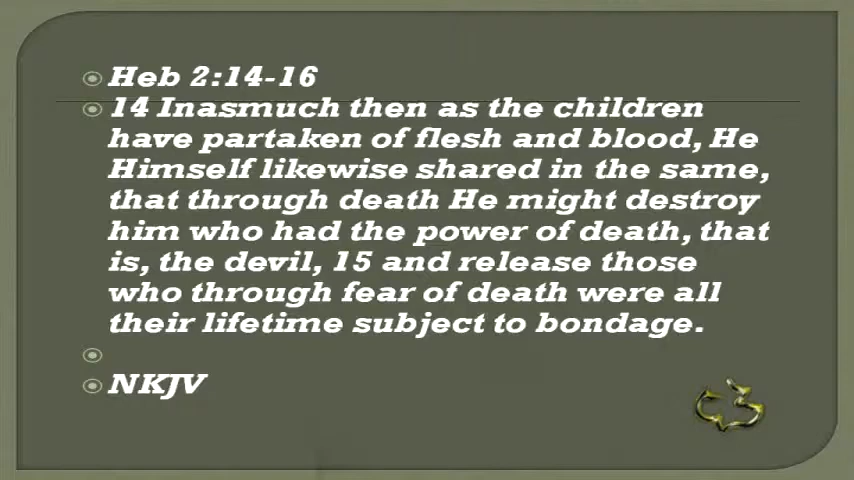 Heb 2:14-16
14 Inasmuch then as the children
have partaken of flesh and blood, He
Himself likewise shared in the same,
that through death He might destroy
him who had the power of death, that
is, the devil, 15 and release those
who through fear of death were all
their lifetime subject to bondage.
NKJV
C3